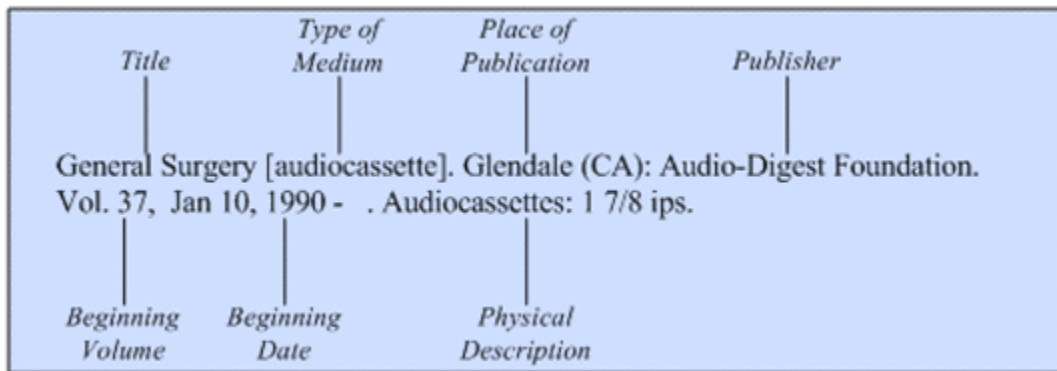 Type of Place of
Title Medium Publication Publisher
General Surgery [audiocassette]. Glendale (CA): Audio-Digest Foundation.
Vol. 37, Jan 10, 1990 - . Audiocassettes: 1 7/8 ips.
Beginning Beginning Physical
Volume Date Description